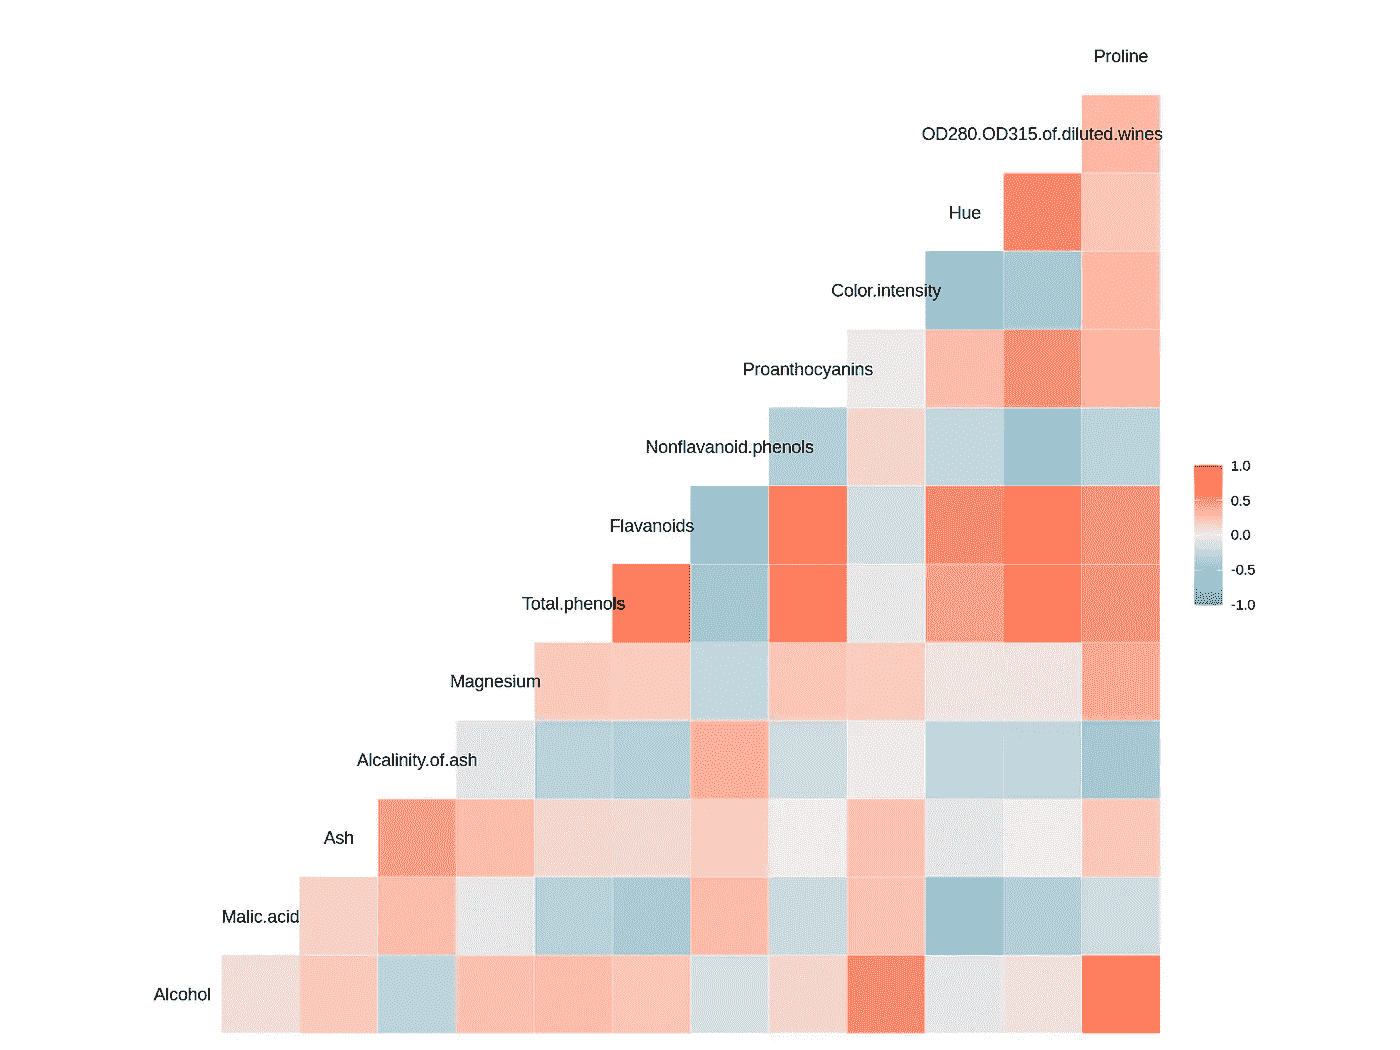 Proline
OD280.OD315.of.diluted.wines
Hue
Color.intensity
Proanthocyanins
Nonflavanoid.phenols
1.0
Flavanoids
0.5
0.0
-0.5
Total.phenols
-1.0
Magnesium
Alcalinity.of.ash
Ash
Malic.acid
Alcohol